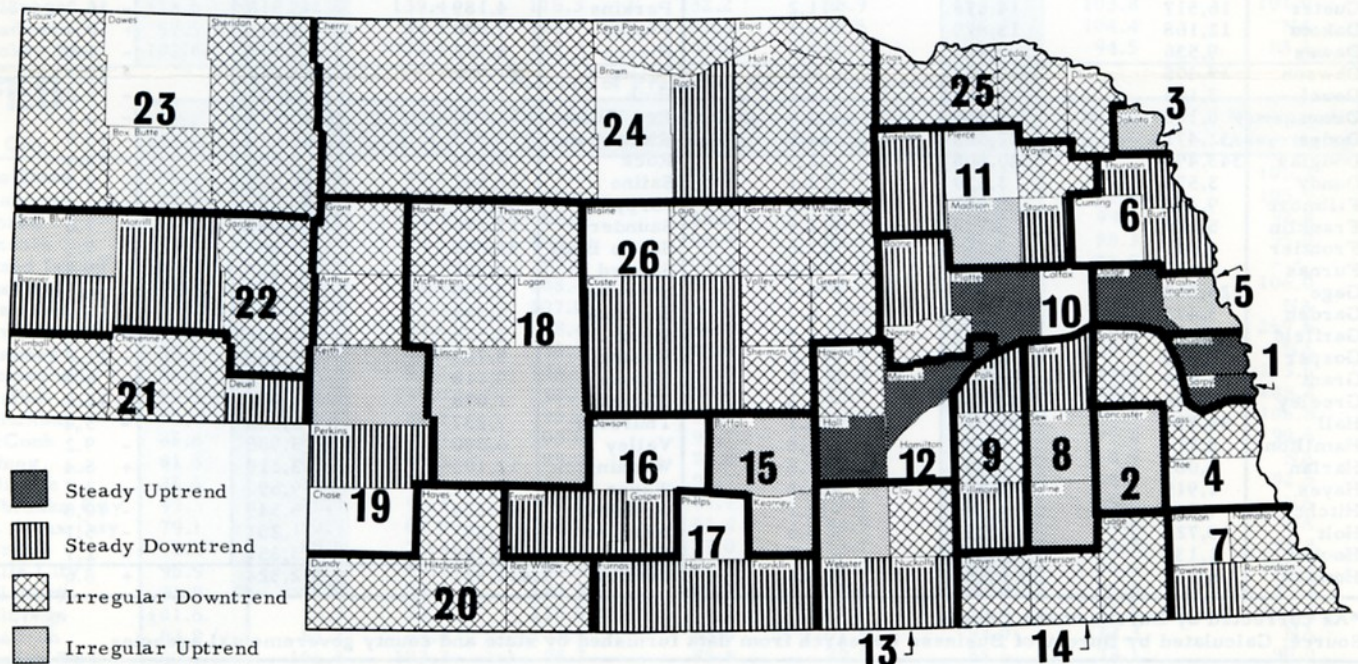 Sioux
Dawes
Sheridan
Cherry
Keya Paha
Boyd
Cedar
Dixon
Brown
Rock
Holt
25
3
Dakota
23
24
Box Butte
Antelope
Pierce
Wayne
Thurston
11
6
Cuming
Burt
Scotts Bluff
Morrill
Garden
Grant
Hooker
Thomas
Blaine
Loup
Garfield
Wheeler
Madison
Stanton
26
Boone
Banner
Arthur
McPherson
Logan
Custer
Valley
Greeley
Platte
Colfax
Wash-
ington
22
18
10
5
Nance
Kimball
Cheyenne
Keith
Lincoln
Sherman
Howard
Merrick
Polk
Butler
Saunders
1
Sarpy
21
Deuel
Perkins
Dawson
Buffalo
Hall
Hamilton
York
Lancaster
Cass
16
15
12
9
8
2
4
Otoe
Steady Uptrend
Chase
19
Hayes
Frontier
Gosper
Phelps
Kearney
Adams
Clay
Fillmore
Saline
Gage
Johnson
Nemaha
Steady Downtrend
17
7
Dundy
Hitchcock
Red Willow
Furnas
Harlan
Franklin
Webster
Nuckolls
Thayer
Jefferson
Pawnee
Richardson
20
Irregular Downtrend
Irregular Uptrend
13
14